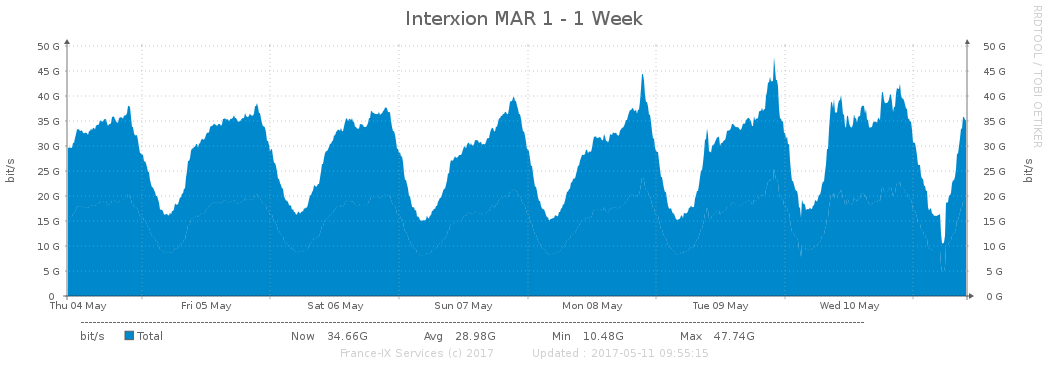 Interxion MAR 1 - 1 Week
RRDTOOL / TOBI OETIKER
bit/s
bit/s
50 G 50 G
45 G 45 G
40 G 40 G
35 G 35 G
30 G 30 G
25 G 25 G
20 G 20 G
15 G 15 G
10 G 10 G
5 G 5 G
0 0 G
Thu 04 May Fri 05 May Sat 06 May Sun 07 May Mon 08 May Tue 09 May Wed 10 May
bit/s Total Now 34.66G Avg 28.98G Min 10.48G Max 47.74G
France-IX Services (c) 2017 Updated : 2017-05-11 09:55:15